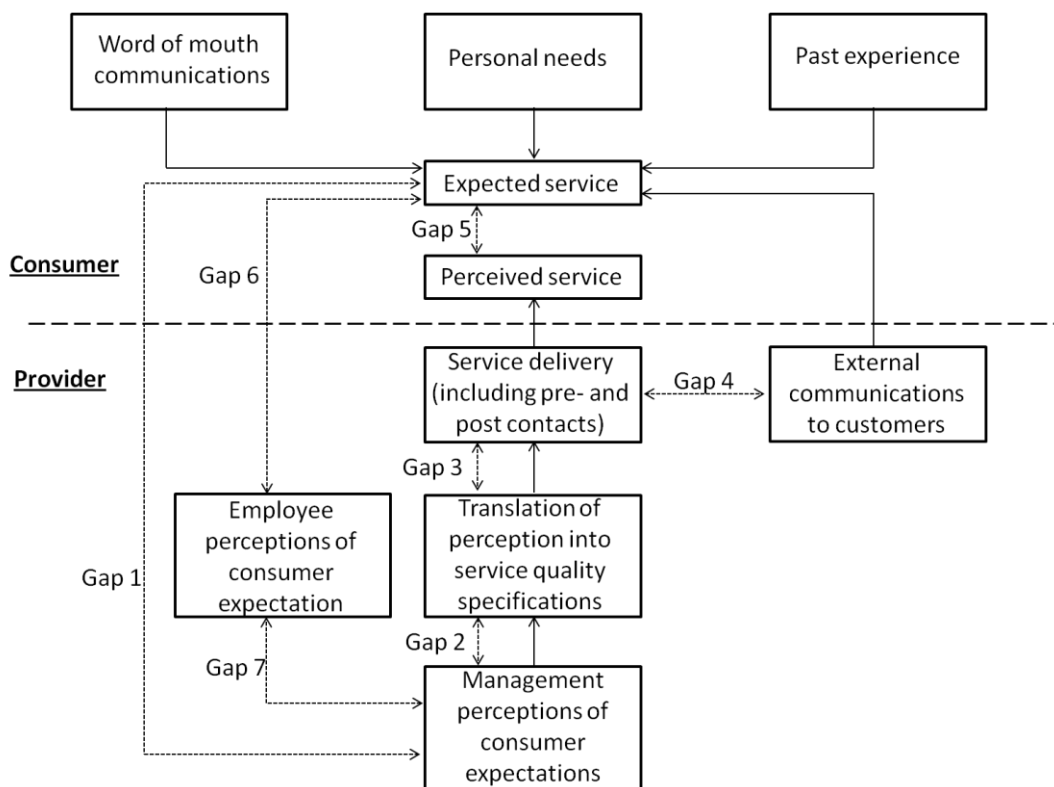 Word of mouth
communications
Personal needs
Past experience
Expected service
Gap 5
Consumer
Gap 6
Perceived service
Provider
Service delivery
(including pre- and
post contacts)
Gap 4
External
communications
to customers
Gap 3
Employee
perceptions of
consumer
expectation
Translation of
perception into
service quality
specifications
Gap 1
Gap 2
Gap 7
Management
perceptions of
consumer
expectations